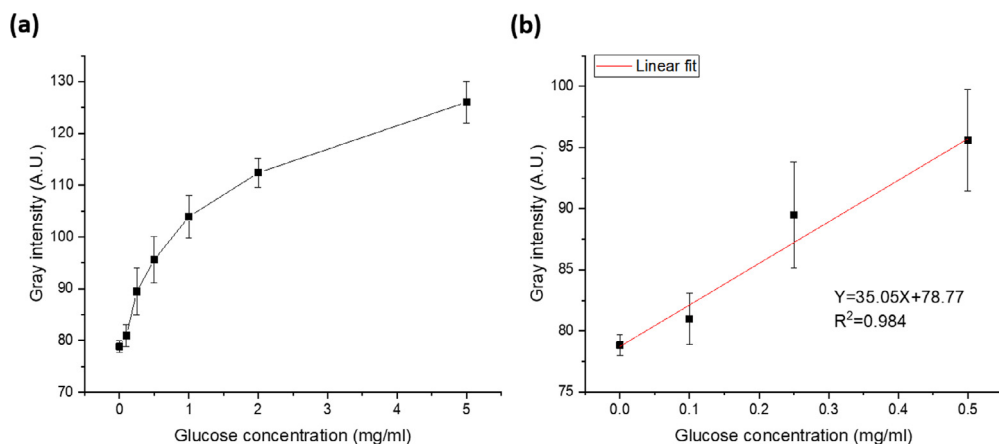 (a)
130
120
110
100
90
80
70
0
1
2
3
4
5
Gray intensity (A.U.)
Glucose concentration (mg/ml)
(b)
Linear fit
100
95
90
85
80
75
0.0
0.1
0.2
0.3
0.4
0.5
Gray intensity (A.U.)
Glucose concentration (mg/ml)
Y=35.05X+78.77
R²=0.984